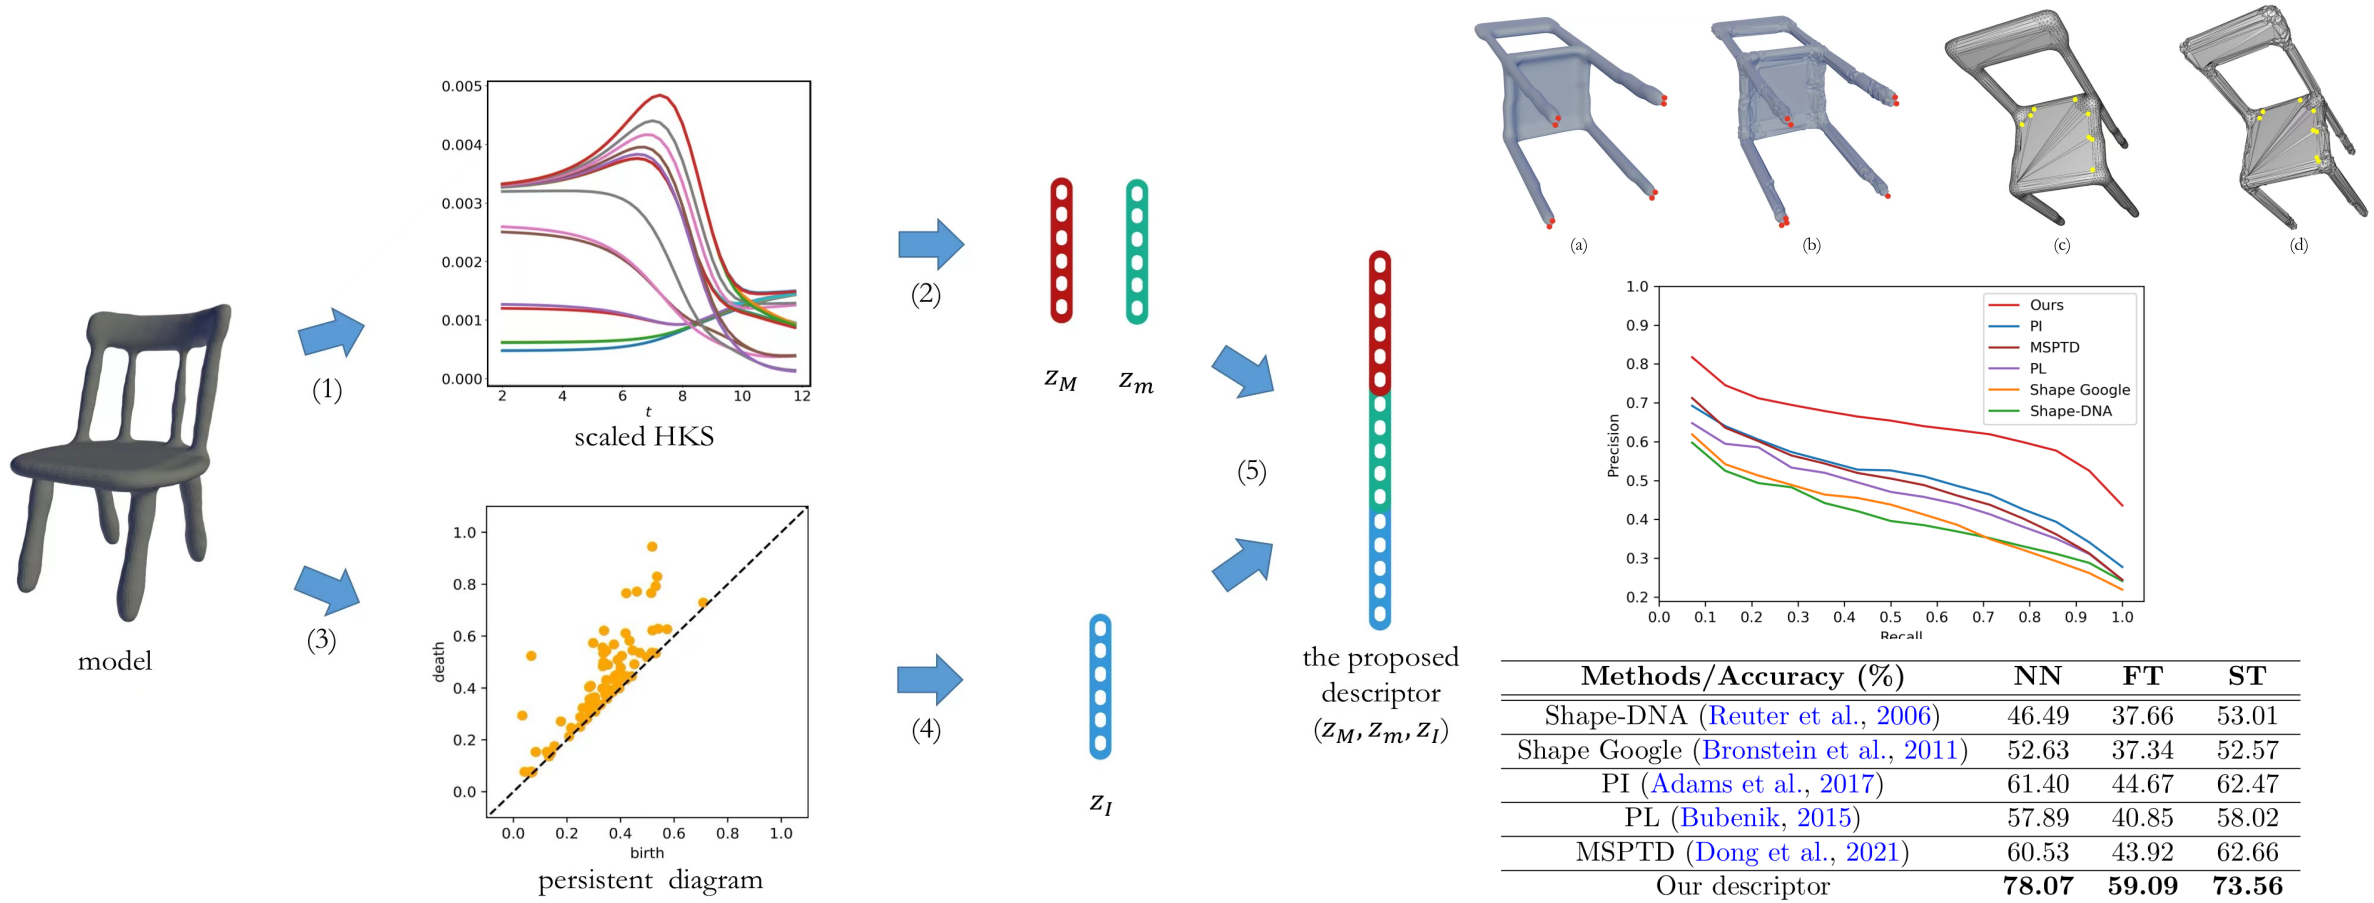 model
(1)
(3)
0.005
0.004
0.003
0.002
0.001
0.000
2 4 6 8 10 12
t
scaled HKS
1.0
0.8
0.6
0.4
0.2
0.0
death
0.0 0.2 0.4 0.6 0.8 1.0
birth
persistent diagram
(2)
(4)
z_M z_m
z_I
(5)
the proposed
descriptor
(z_M, z_m, z_I)
(a) (b) (c) (d)
1.0
0.9
0.8
0.7
0.6
0.5
0.4
0.3
0.2
Precision
Ours
PI
MSPTD
PL
Shape Google
Shape-DNA
0.0 0.1 0.2 0.3 0.4 0.5 0.6 0.7 0.8 0.9 1.0
Recall
Methods/Accuracy (%) NN FT ST
Shape-DNA (Reuter et al., 2006) 46.49 37.66 53.01
Shape Google (Bronstein et al., 2011) 52.63 37.34 52.57
PI (Adams et al., 2017) 61.40 44.67 62.47
PL (Bubenik, 2015) 57.89 40.85 58.02
MSPTD (Dong et al., 2021) 60.53 43.92 62.66
Our descriptor 78.07 59.09 73.56